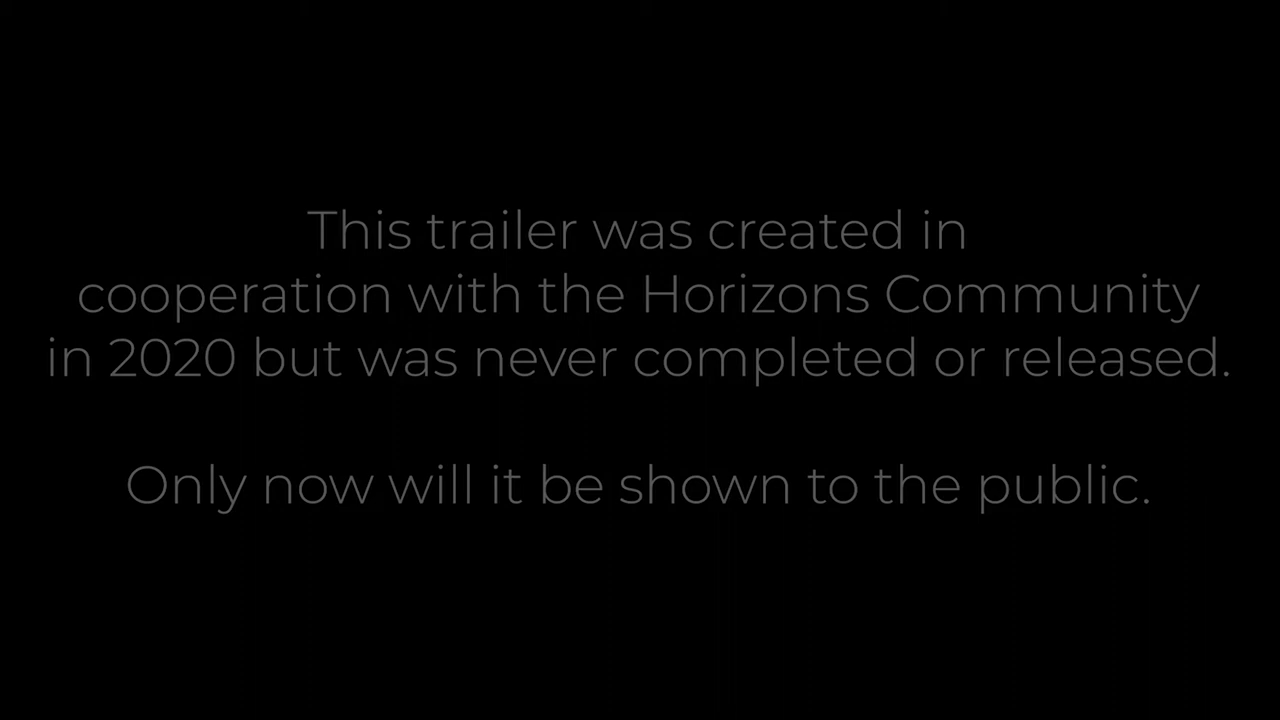 This trailer was created in
cooperation with the Horizons Community
in 2020 but was never completed or released.
Only now will it be shown to the public.